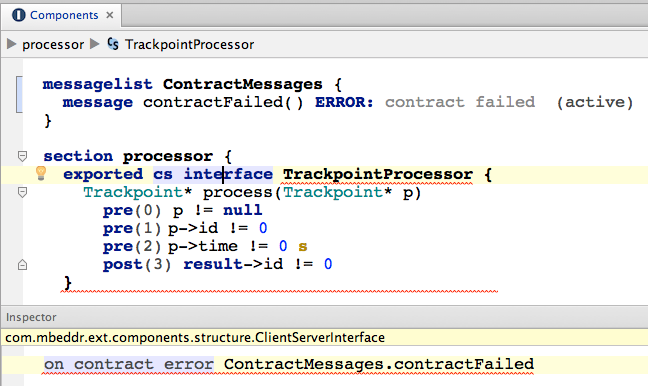 Components ×
processor TrackpointProcessor
messagelist ContractMessages {
message contractFailed() ERROR: contract failed (active)
}
section processor {
exported cs interface TrackpointProcessor {
Trackpoint* process(Trackpoint* p)
pre(0) p != null
pre(1) p->id != 0
pre(2) p->time != 0 s
post(3) result->id != 0
}
Inspector
com.mbeddr.ext.components.structure.ClientServerInterface
on contract error ContractMessages.contractFailed